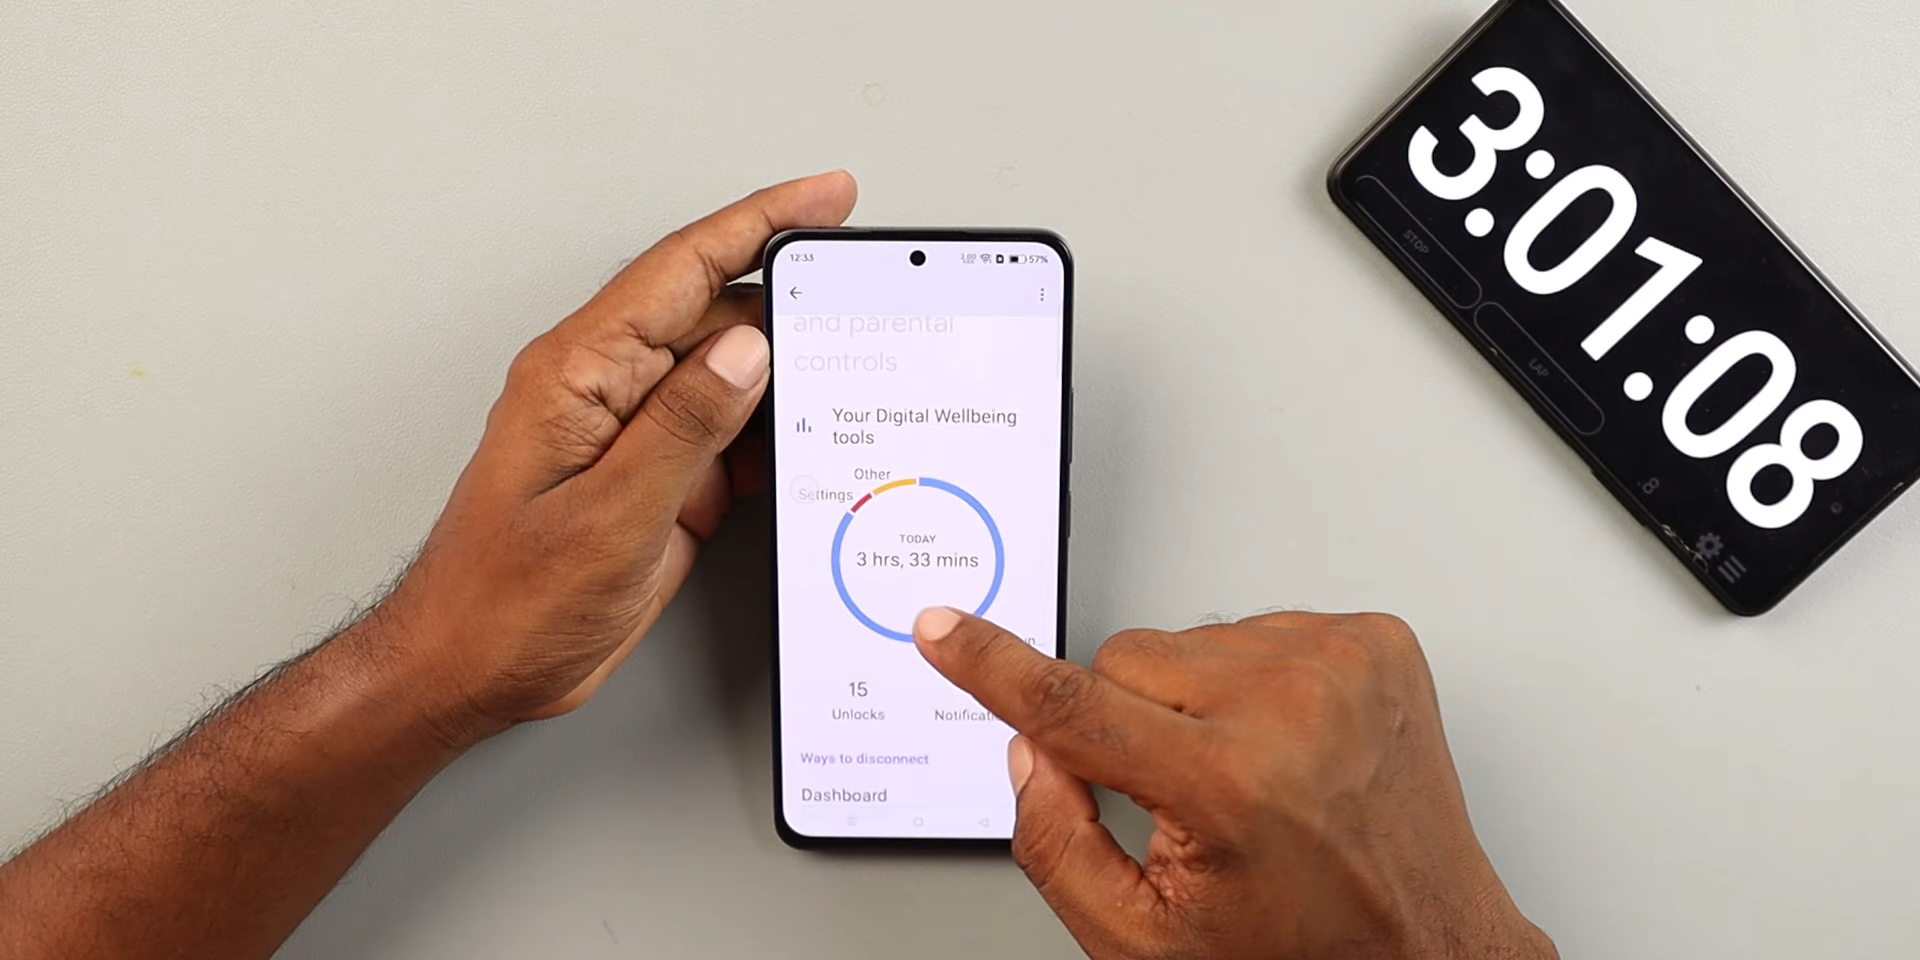 12:33
57%
and parental
controls
Your Digital Wellbeing
tools
Other
Settings
TODAY
3 hrs, 33 mins
15
Unlocks
Ways to disconnect
Dashboard
3:01:08
.8
STOP
LAP